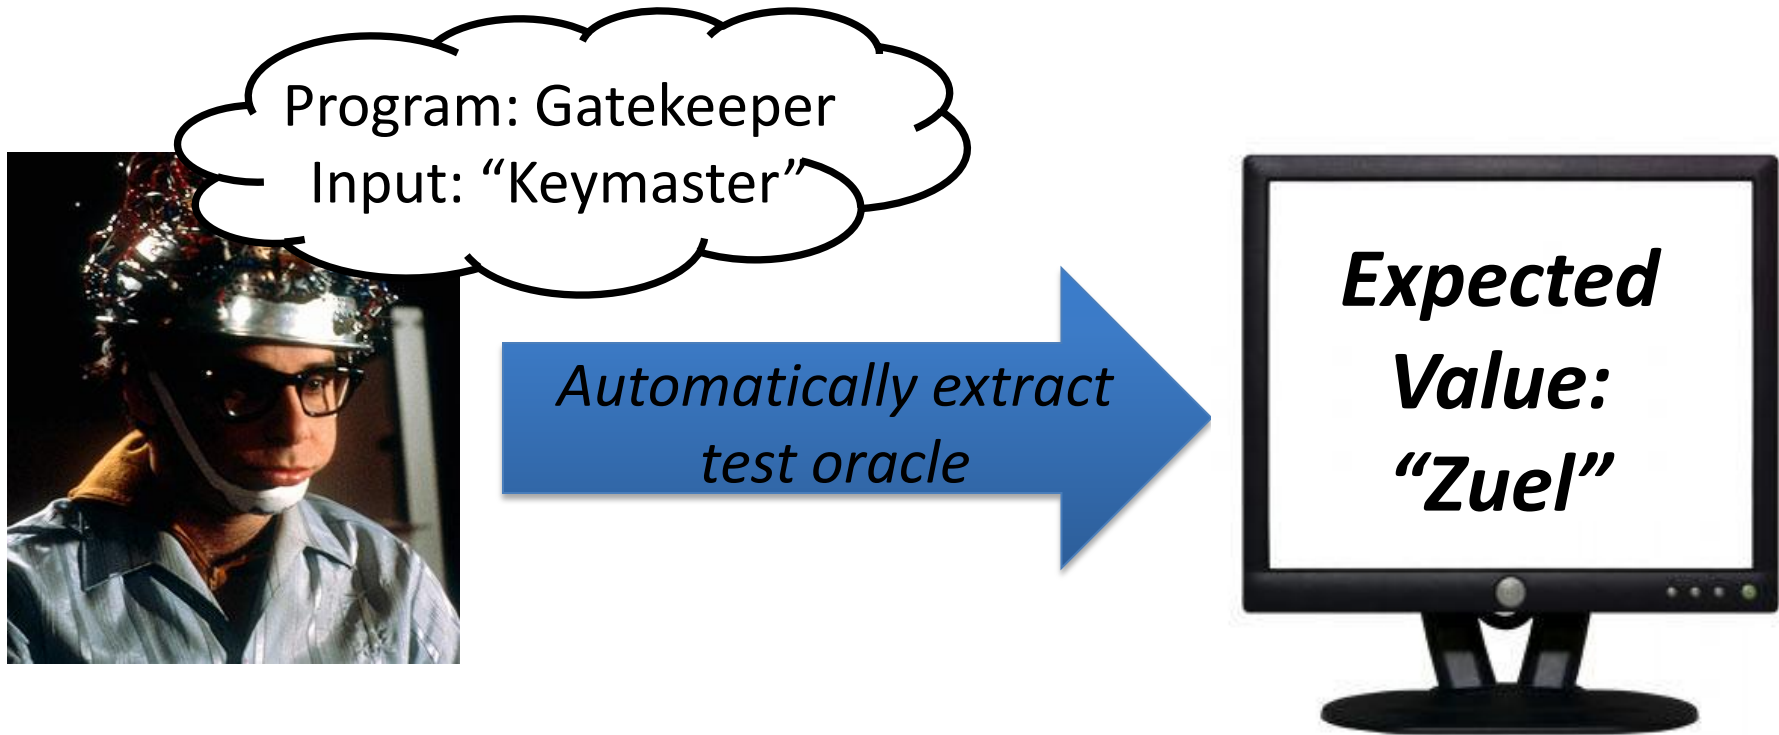 Program: Gatekeeper
Input: “Keymaster”
Automatically extract
test oracle
Expected
Value:
“Zuel”